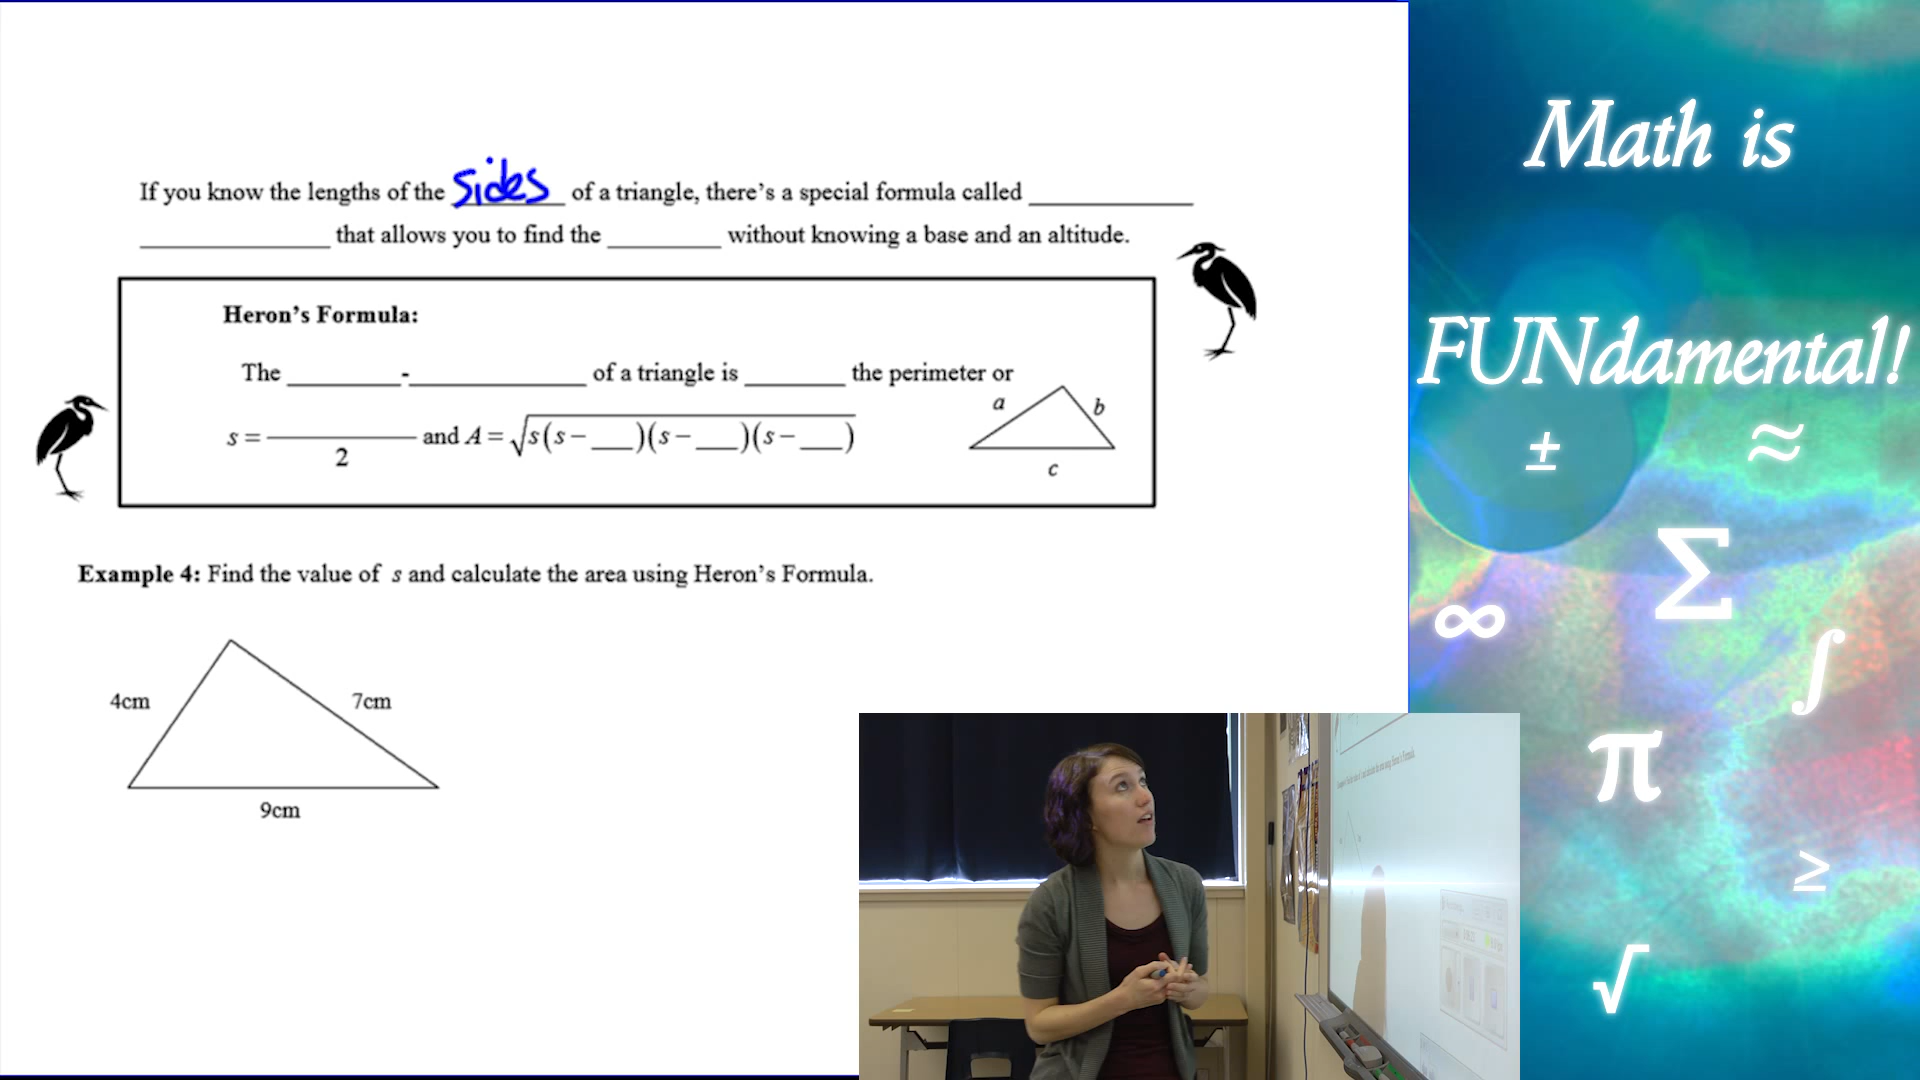 If you know the lengths of the sides of a triangle, there's a special formula called ____________
______________ that allows you to find the ________ without knowing a base and an altitude.
Heron's Formula:
The ________-____________ of a triangle is _______ the perimeter or
s = ___________ and A = √s(s − ___)(s − ___)(s − ___)
2
a
b
c
Example 4: Find the value of s and calculate the area using Heron's Formula.
4cm
7cm
9cm
Math is
FUNdamental!
± ≈
Σ
∞
∫
π
≥
√